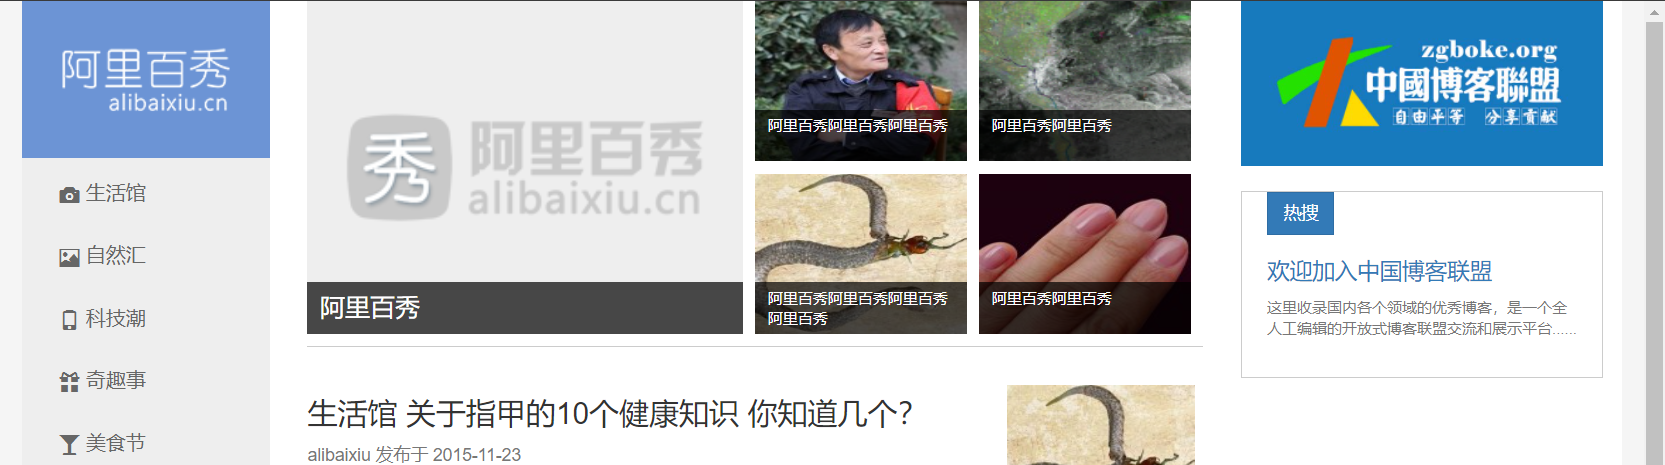 阿里百秀
alibaixiu.cn
生活馆
自然汇
科技潮
奇趣事
美食节
秀
阿里百秀
alibaixiu.cn
阿里百秀
阿里百秀阿里百秀阿里百秀
阿里百秀阿里百秀
阿里百秀阿里百秀阿里百秀
阿里百秀
阿里百秀阿里百秀
生活馆 关于指甲的10个健康知识 你知道几个？
alibaixiu 发布于 2015-11-23
zgboke.org
中國博客聯盟
自由平等 分享貢献
热搜
欢迎加入中国博客联盟
这里收录国内各个领域的优秀博客，是一个全
人工编辑的开放式博客联盟交流和展示平台......